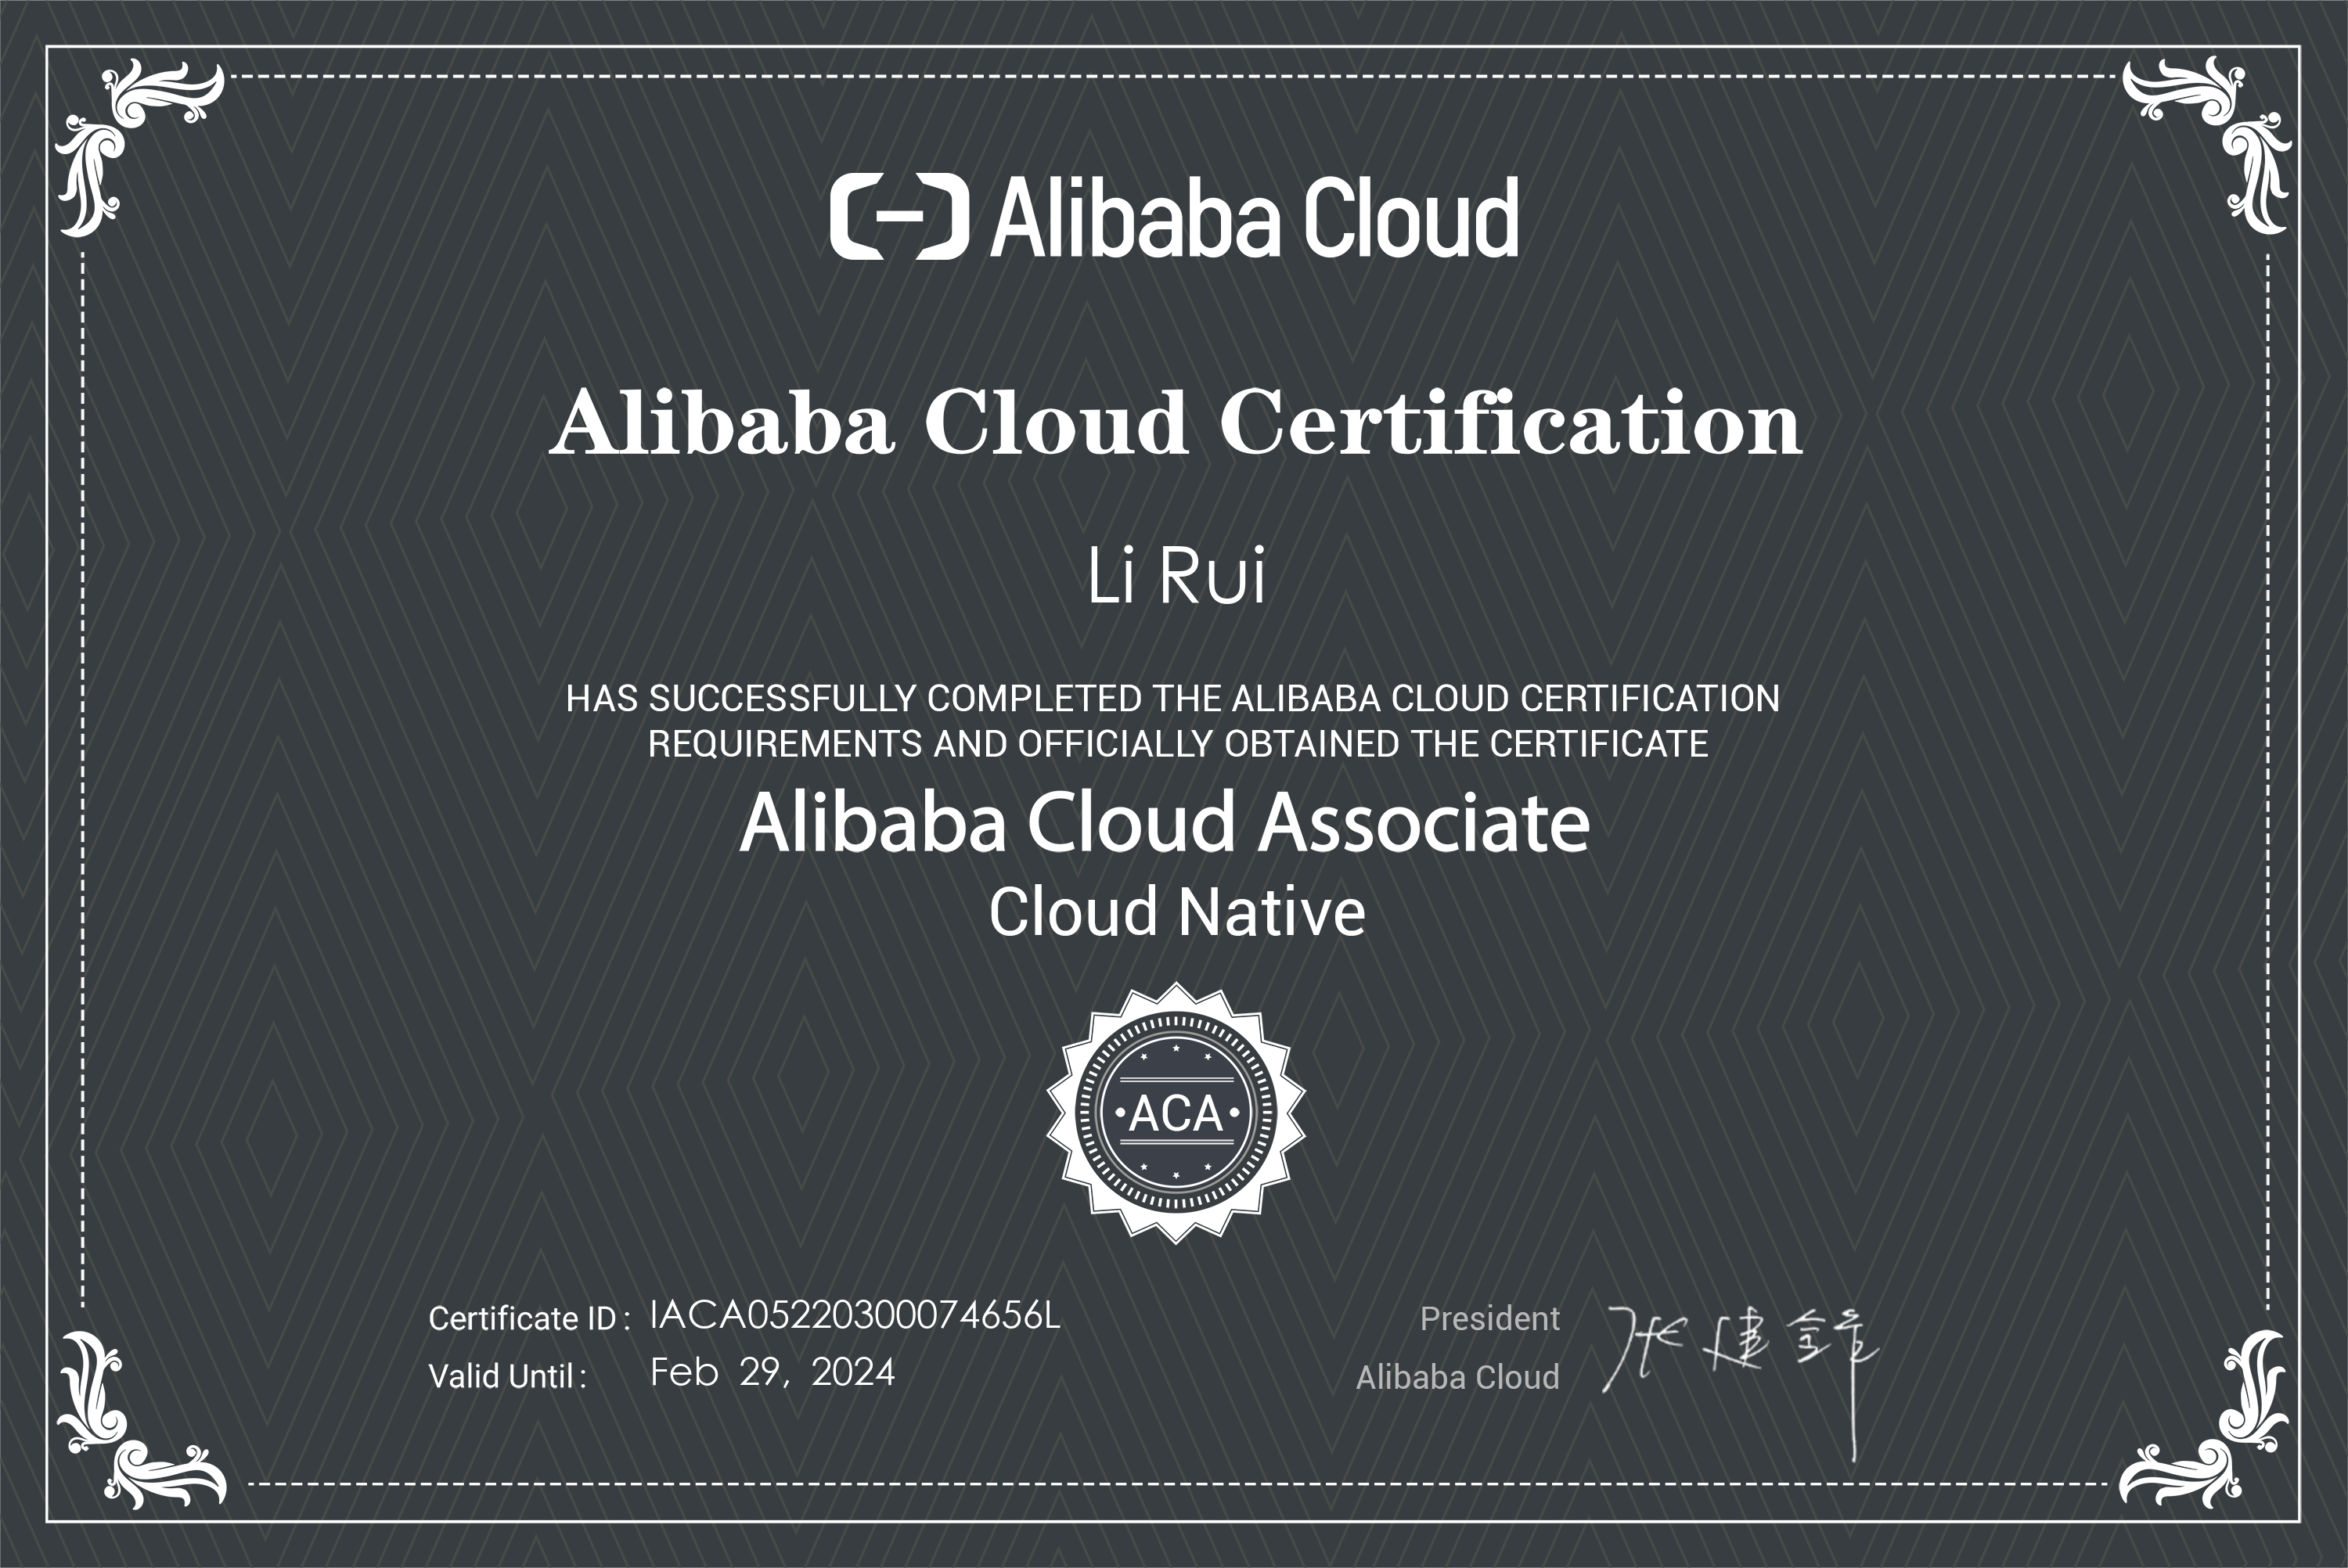 Alibaba Cloud
Alibaba Cloud Certification
Li Rui
HAS SUCCESSFULLY COMPLETED THE ALIBABA CLOUD CERTIFICATION
REQUIREMENTS AND OFFICIALLY OBTAINED THE CERTIFICATE
Alibaba Cloud Associate
Cloud Native
ACA
Certificate ID : IACA05220300074656L
Valid Until : Feb 29, 2024
President
Alibaba Cloud
张建锋